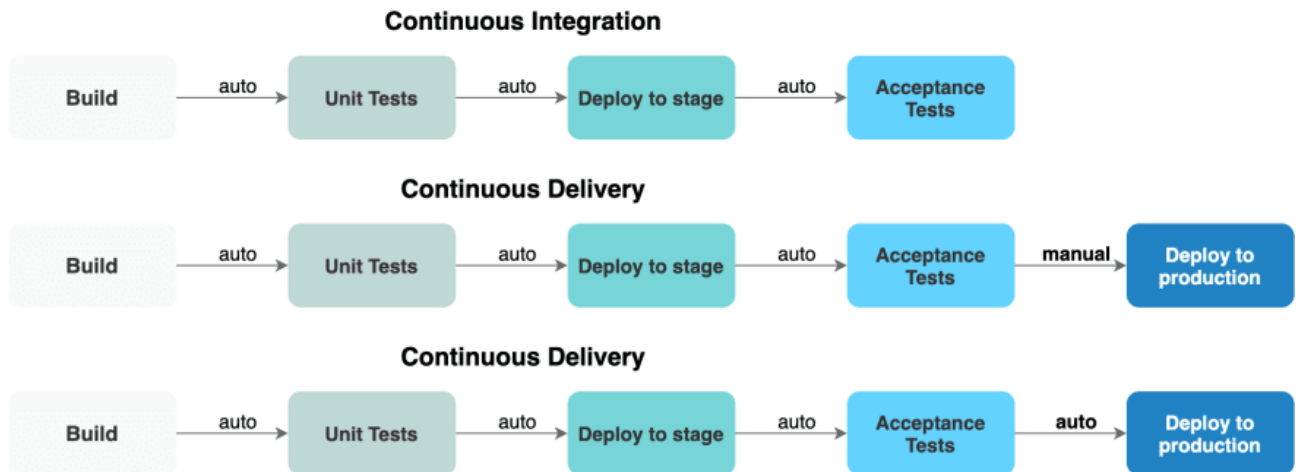 Continuous Integration
Build
auto
Unit Tests
auto
Deploy to stage
auto
Acceptance
Tests
Continuous Delivery
Build
auto
Unit Tests
auto
Deploy to stage
auto
Acceptance
Tests
manual
Deploy to
production
Continuous Delivery
Build
auto
Unit Tests
auto
Deploy to stage
auto
Acceptance
Tests
auto
Deploy to
production